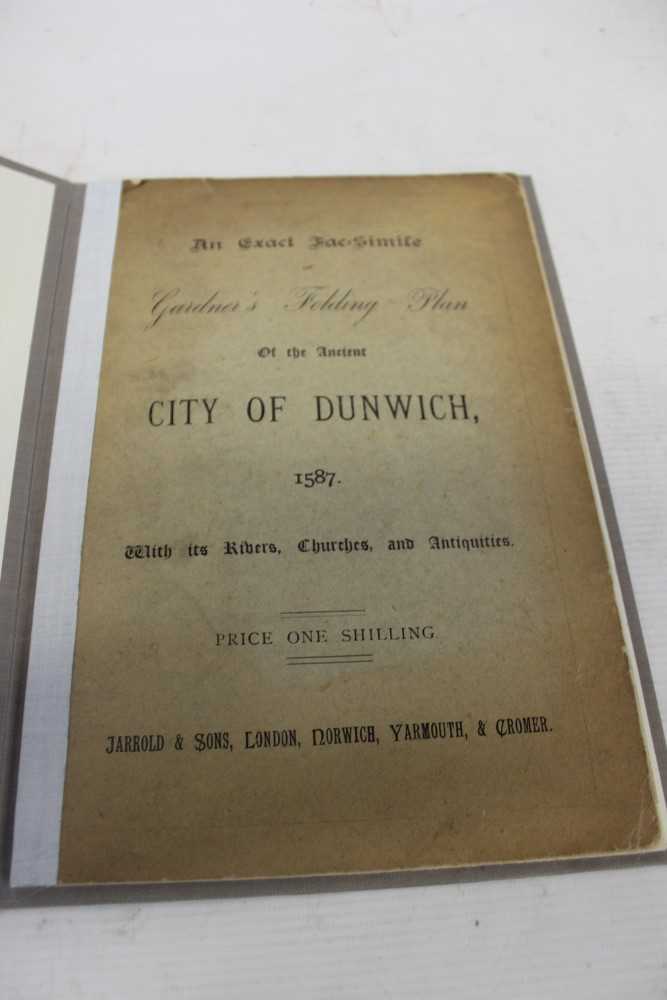 An Exact Fac-Simile
of
Gardner's Folding Plan
Of the Ancient
CITY OF DUNWICH,
1587.
With its Rivers, Churches, and Antiquities.
PRICE ONE SHILLING.
JARROLD & SONS, LONDON, NORWICH, YARMOUTH, & CROMER.